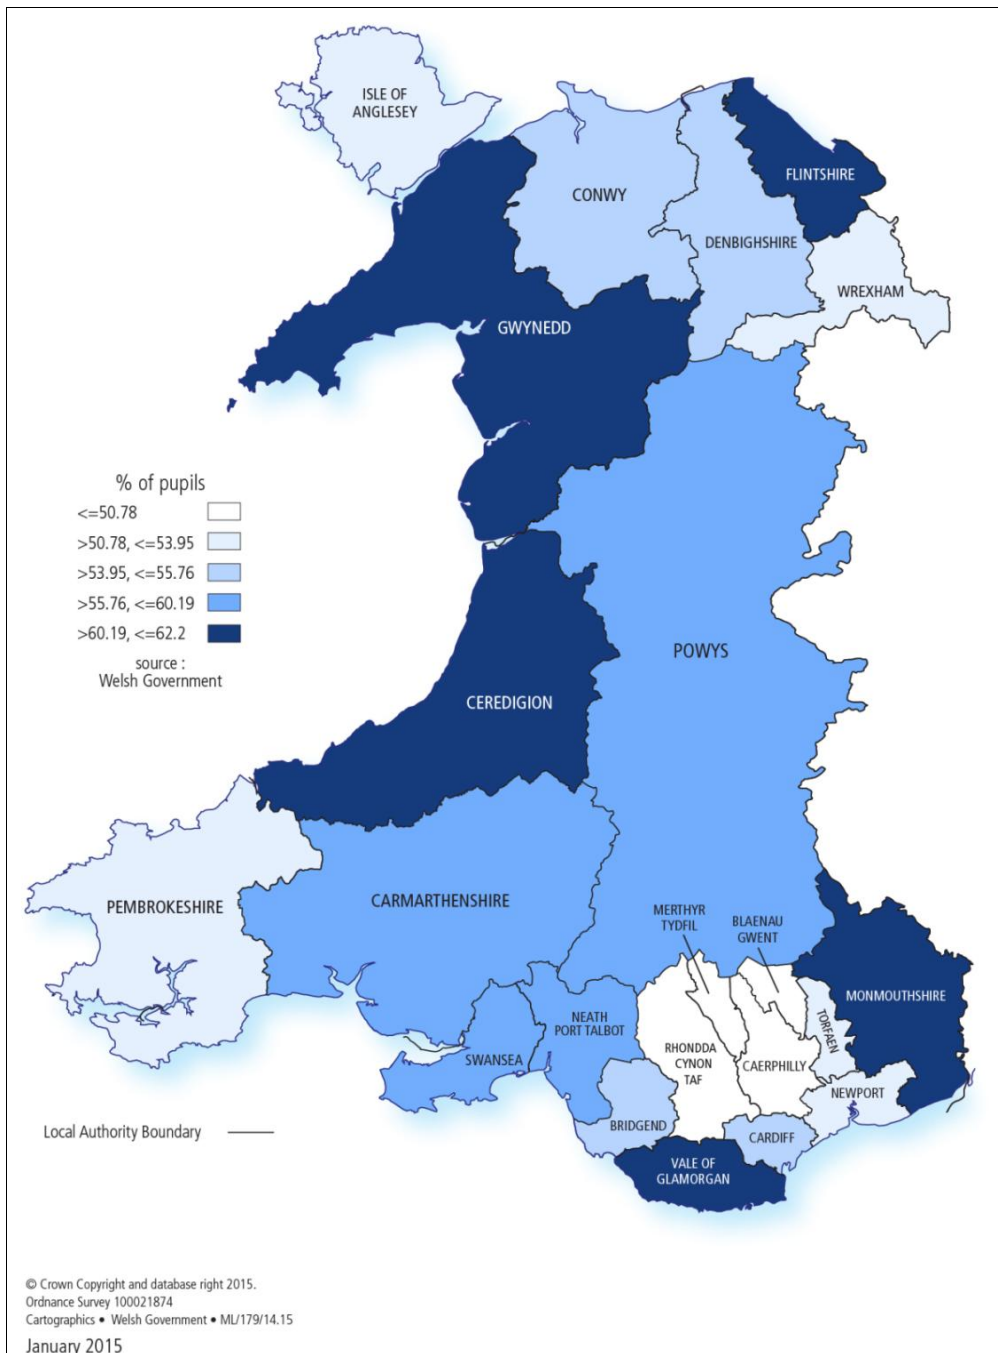 ISLE OF
ANGLESEY
FLINTSHIRE
CONWY
DENBIGHSHIRE
WREXHAM
GWYNEDD
% of pupils
<=50.78
>50.78, <=53.95
>53.95, <=55.76
>55.76, <=60.19
>60.19, <=62.2
source :
Welsh Government
POWYS
CEREDIGION
PEMBROKESHIRE
CARMARTHENSHIRE
MERTHYR
TYDFIL
BLAENAU
GWENT
MONMOUTHSHIRE
TORFAEN
NEATH
PORT TALBOT
SWANSEA
RHONDDA
CYNON
TAF
CAERPHILLY
NEWPORT
BRIDGEND
CARDIFF
VALE OF
GLAMORGAN
Local Authority Boundary
© Crown Copyright and database right 2015.
Ordnance Survey 100021874
Cartographics • Welsh Government • ML/179/14.15
January 2015